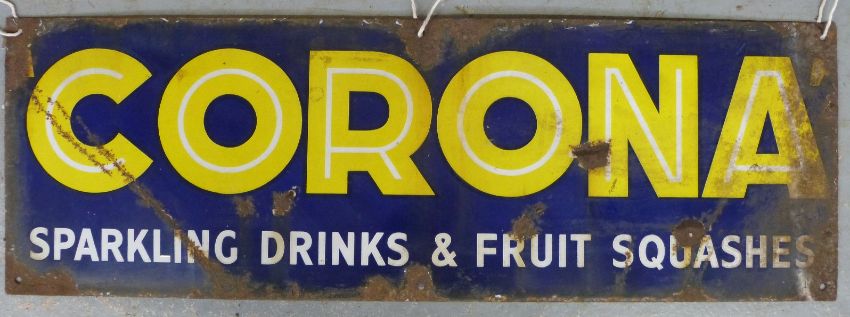 CORONA
SPARKLING DRINKS & FRUIT SQUASHES